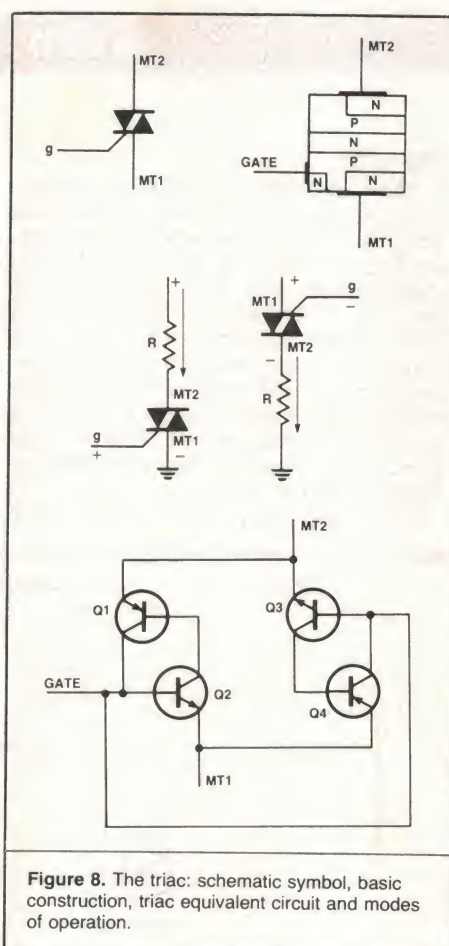 MT2
g
MT1
MT2
N
P
N
P
GATE
N
N
MT1
+
R
MT2
MT1
g
+
−
+
g
MT1
−
−
MT2
R
MT2
Q1
Q3
GATE
Q2
Q4
MT1
Figure 8. The triac: schematic symbol, basic
construction, triac equivalent circuit and modes
of operation.